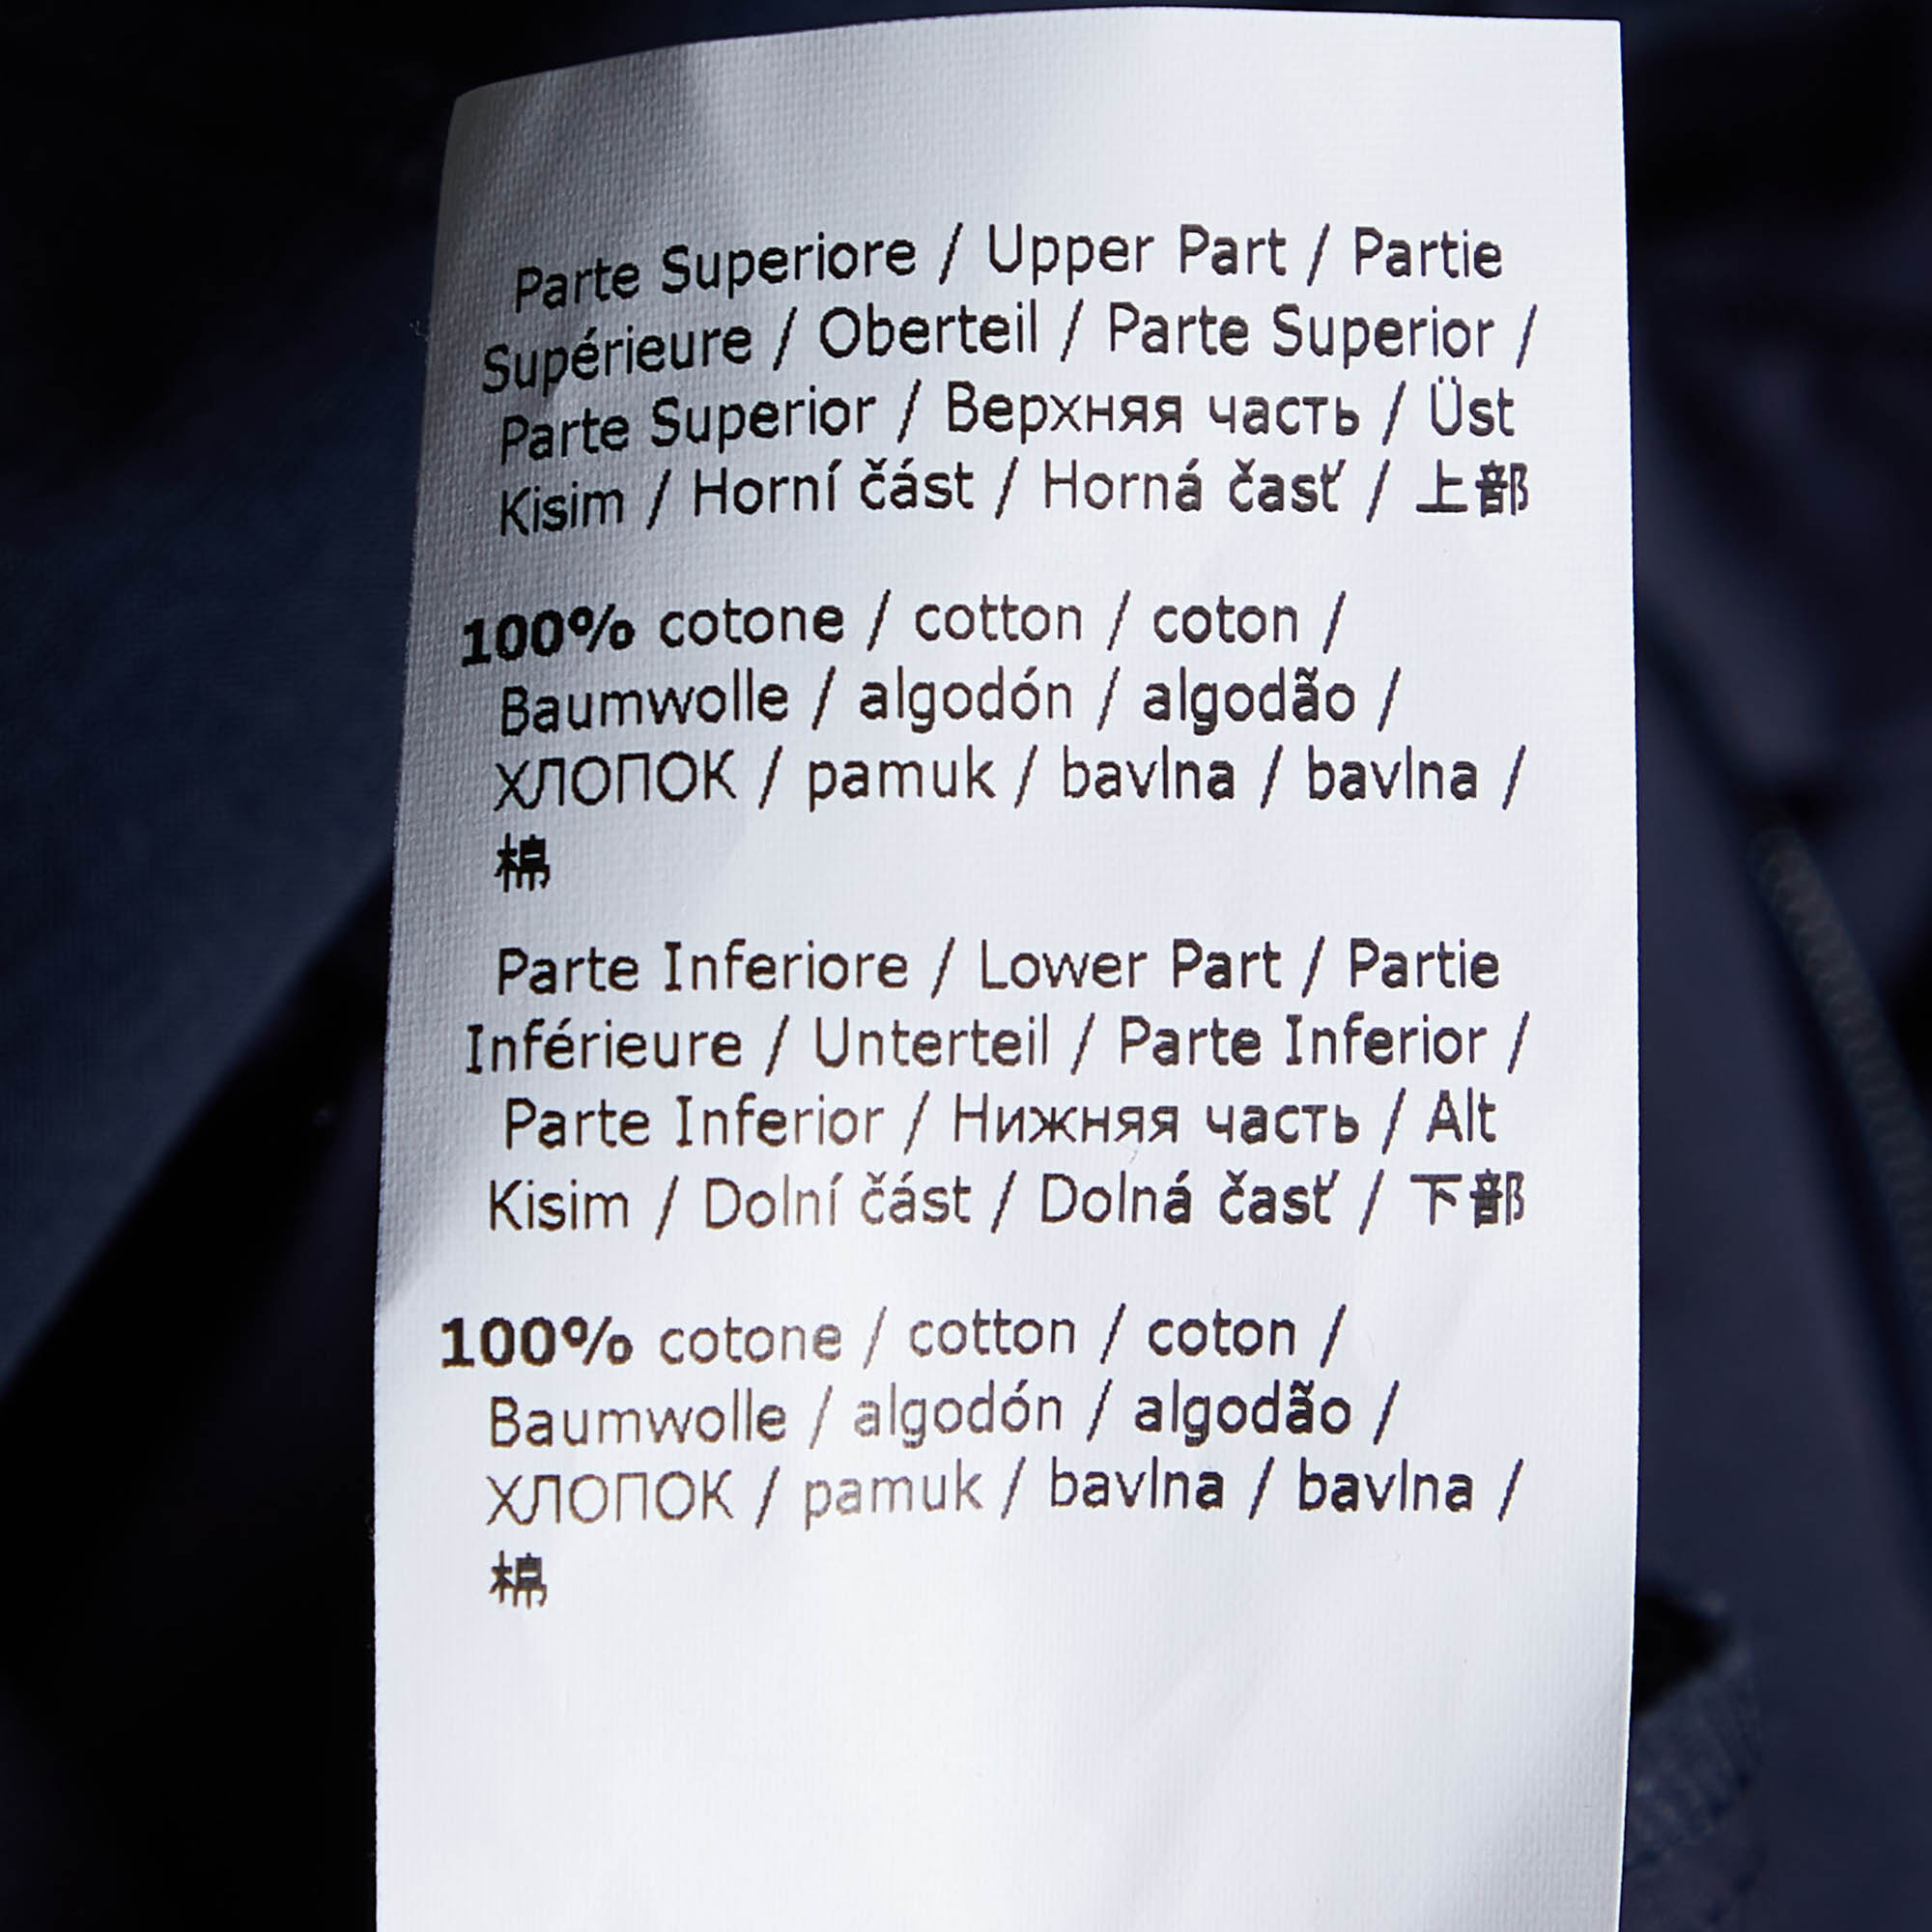 Parte Superiore / Upper Part / Partie
Supérieure / Oberteil / Parte Superior /
Parte Superior / Верхняя часть / Üst
Kisim / Horní část / Horná časť / 上部
100% cotone / cotton / coton /
Baumwolle / algodón / algodão /
ХЛОПОК / pamuk / bavlna / bavlna /
棉
Parte Inferiore / Lower Part / Partie
Inférieure / Unterteil / Parte Inferior /
Parte Inferior / Нижняя часть / Alt
Kisim / Dolní část / Dolná časť / 下部
100% cotone / cotton / coton /
Baumwolle / algodón / algodão /
ХЛОПОК / pamuk / bavlna / bavlna /
棉